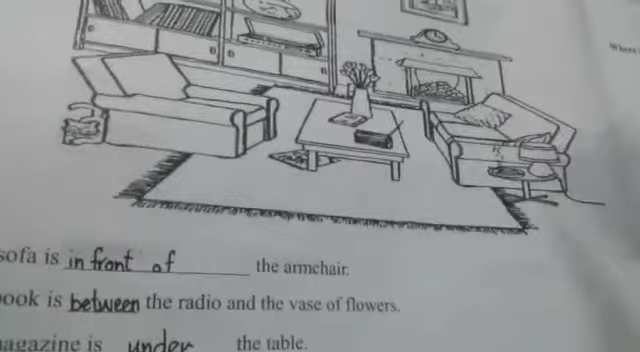 sofa is in front of the armchair.
ook is between the radio and the vase of flowers.
agazine is under the table.